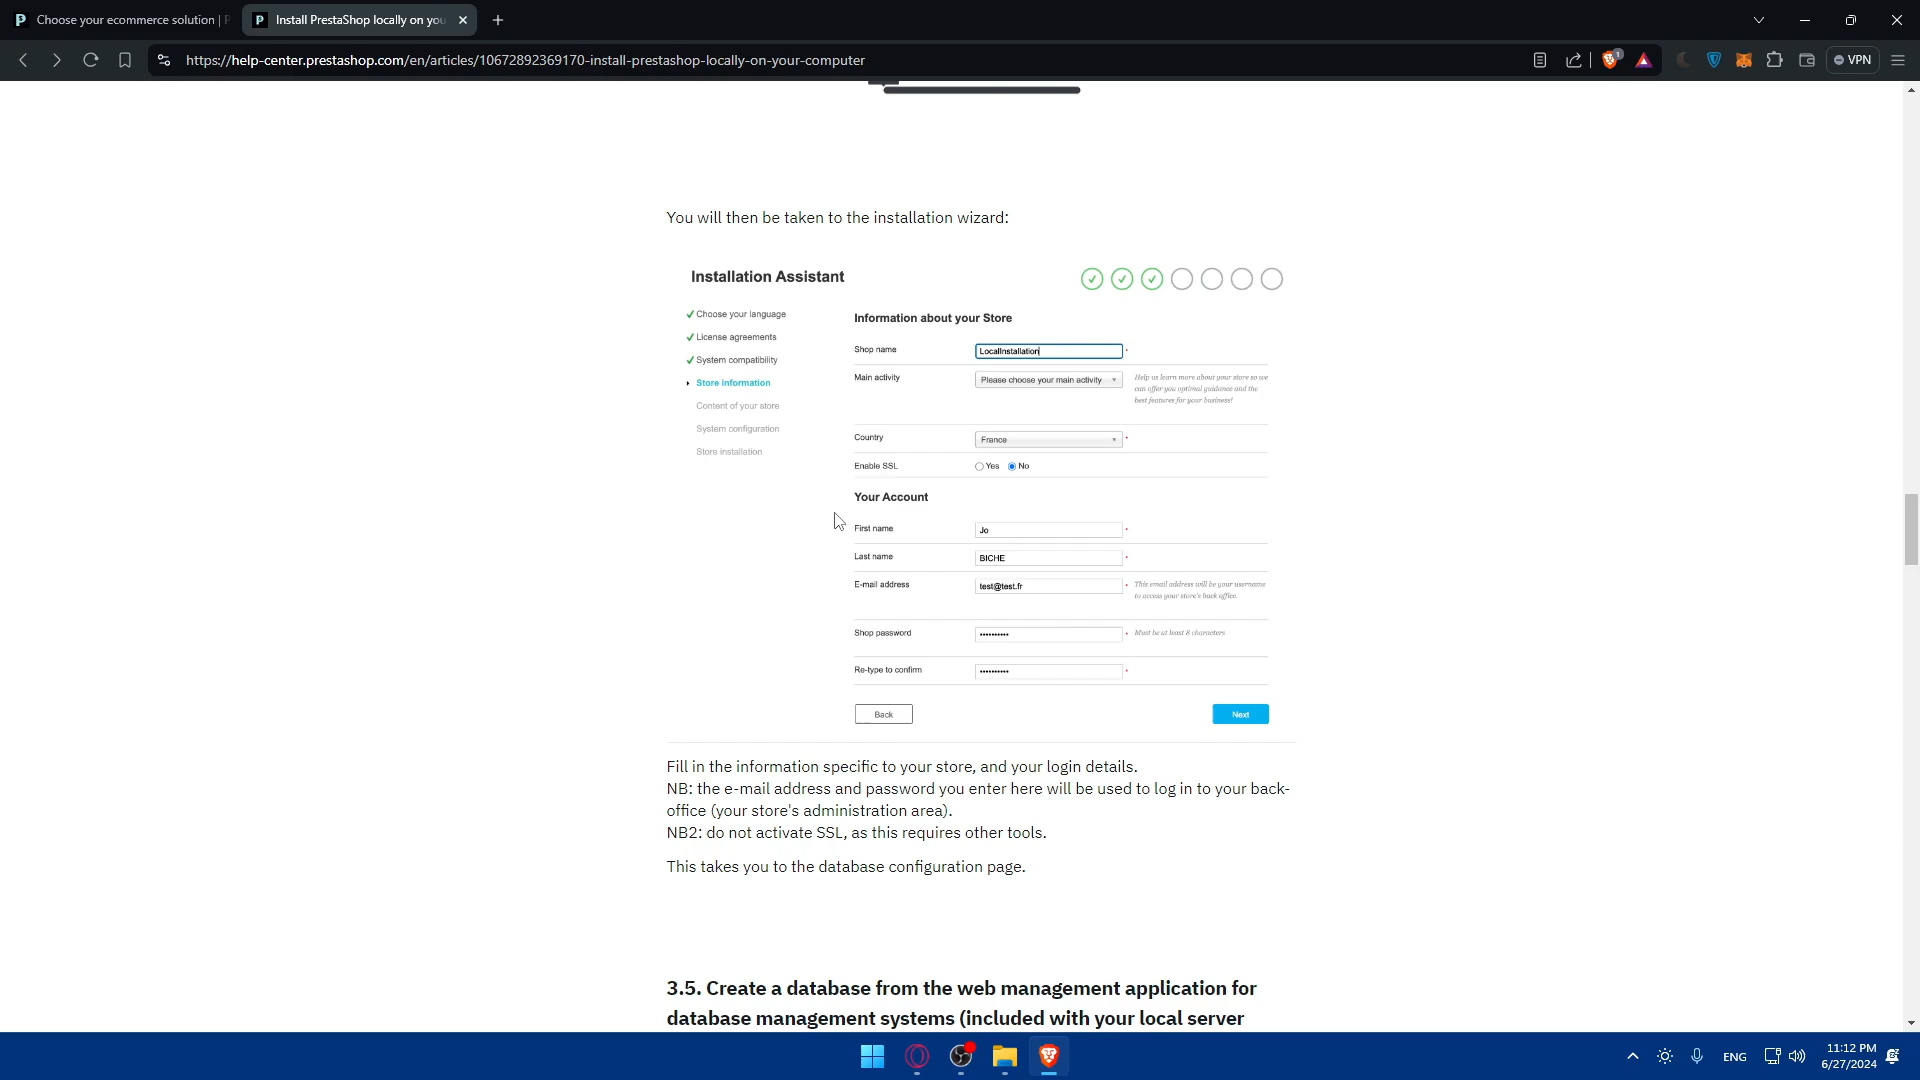 Choose your ecommerce solution | P
Install PrestaShop locally on you
https://help-center.prestashop.com/en/articles/10672892369170-install-prestashop-locally-on-your-computer
1
VPN
You will then be taken to the installation wizard:
Installation Assistant
Choose your language
License agreements
System compatibility
Store information
Content of your store
System configuration
Store installation
Information about your Store
Shop name
LocalInstallation
*
Main activity
Please choose your main activity
Help us learn more about your store so we
can offer you optimal guidance and the
best features for your business!
Country
France
*
Enable SSL
Yes No
Your Account
First name
Jo
*
Last name
BICHE
*
E-mail address
test@test.fr
*
This email address will be your username
to access your store's back office.
Shop password
••••••••••
*
Must be at least 8 characters
Re-type to confirm
••••••••••
*
Back
Next
Fill in the information specific to your store, and your login details.
NB: the e-mail address and password you enter here will be used to log in to your back-
office (your store's administration area).
NB2: do not activate SSL, as this requires other tools.
This takes you to the database configuration page.
3.5. Create a database from the web management application for
database management systems (included with your local server
ENG
11:12 PM
6/27/2024